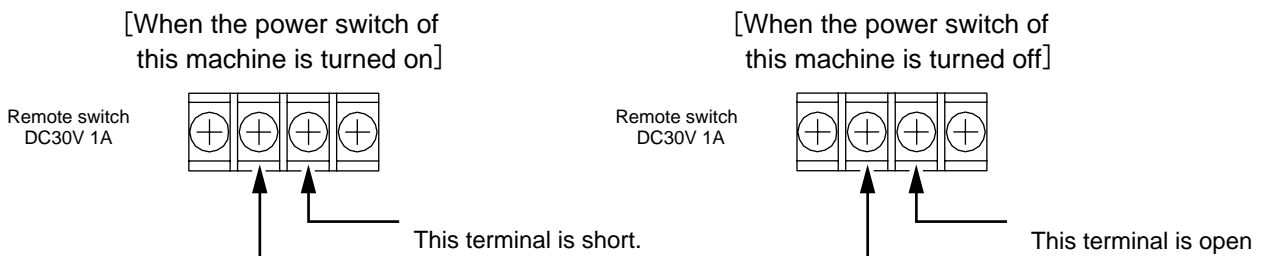 [When the power switch of
this machine is turned on]
Remote switch
DC30V 1A
This terminal is short.
[When the power switch of
this machine is turned off]
Remote switch
DC30V 1A
This terminal is open